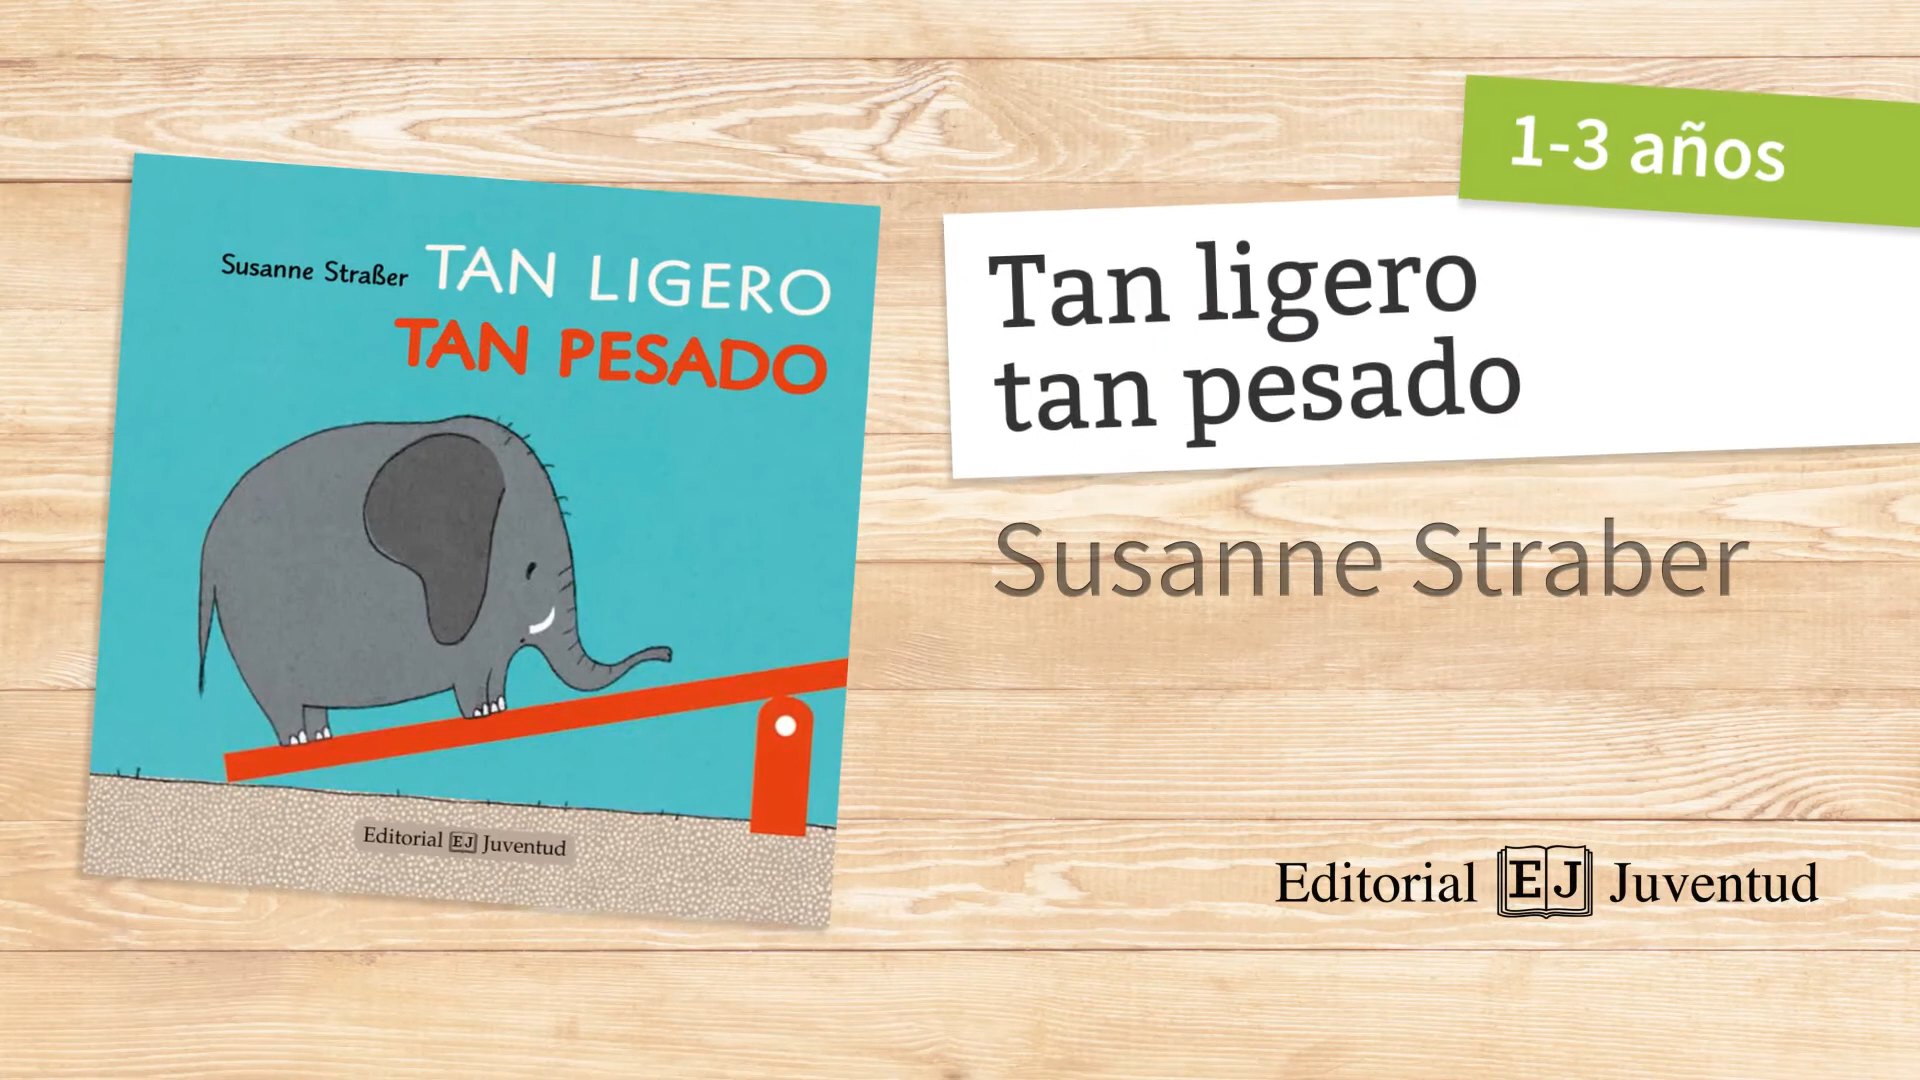 Susanne Straßer TAN LIGERO
TAN PESADO
Editorial EJ Juventud
1-3 años
Tan ligero
tan pesado
Susanne Straber
Editorial EJ Juventud